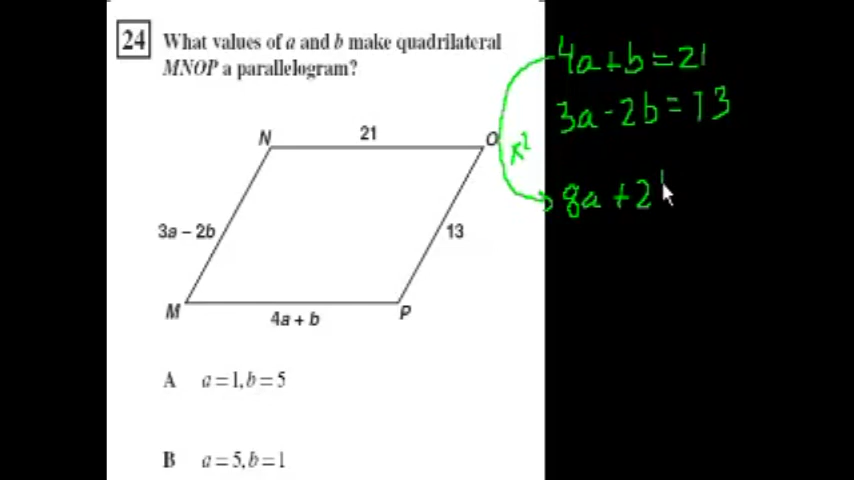 24 What values of a and b make quadrilateral
MNOP a parallelogram?
4a+b=21
3a-2b=13
N
21
O
x2
8a+2
3a – 2b
13
M
4a + b
P
A a=1,b=5
B a=5,b=1